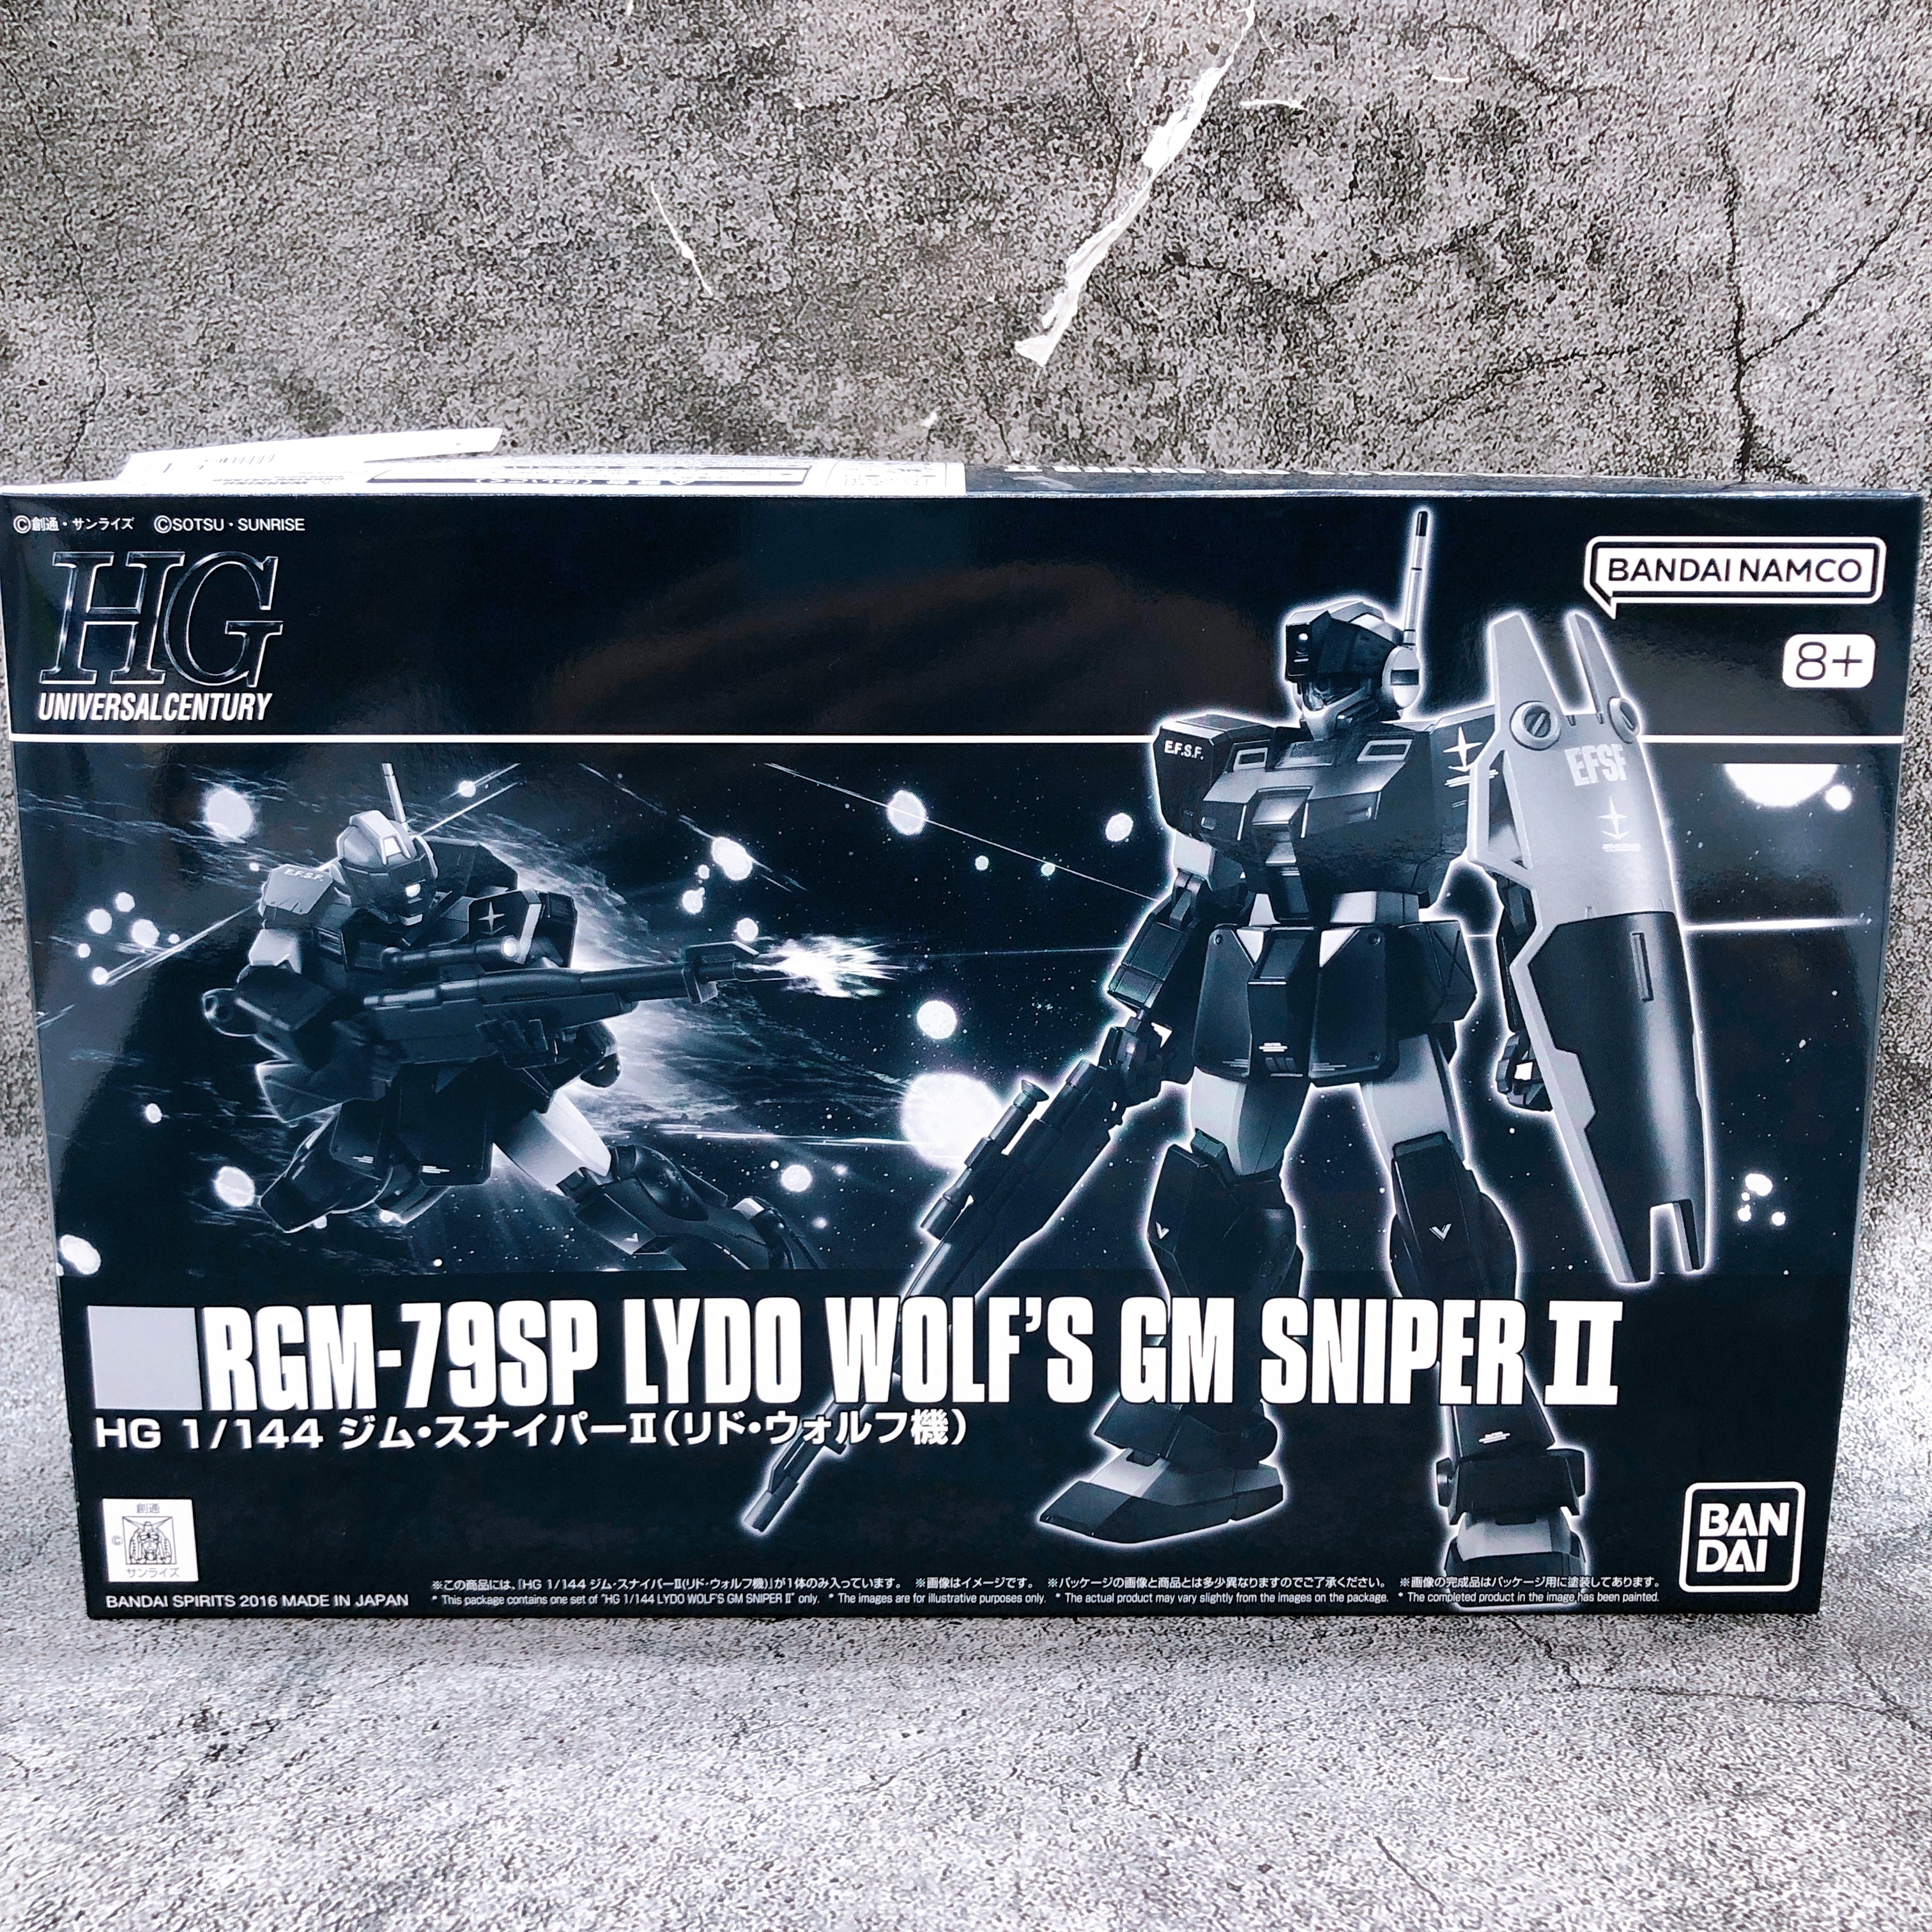 ©創通・サンライズ ©SOTSU・SUNRISE
HG
UNIVERSAL CENTURY
BANDAI NAMCO
8+
E.F.S.F.
EFSF
E.F.S.F.
RGM-79SP LYDO WOLF'S GM SNIPER II
HG 1/144 ジム・スナイパーII(リド・ウォルフ機)
創通
©
サンライズ
BAN
DAI
※この商品には、『HG 1/144 ジム・スナイパーII(リド・ウォルフ機)』が1体のみ入っています。 ※画像はイメージです。 ※パッケージの画像と商品とは多少異なりますのでご了承ください。 ※画像の完成品はパッケージ用に塗装してあります。
BANDAI SPIRITS 2016 MADE IN JAPAN
* This package contains one set of "HG 1/144 LYDO WOLF'S GM SNIPER II" only. * The images are for illustrative purposes only. * The actual product may vary slightly from the images on the package. * The completed product in the image has been painted.